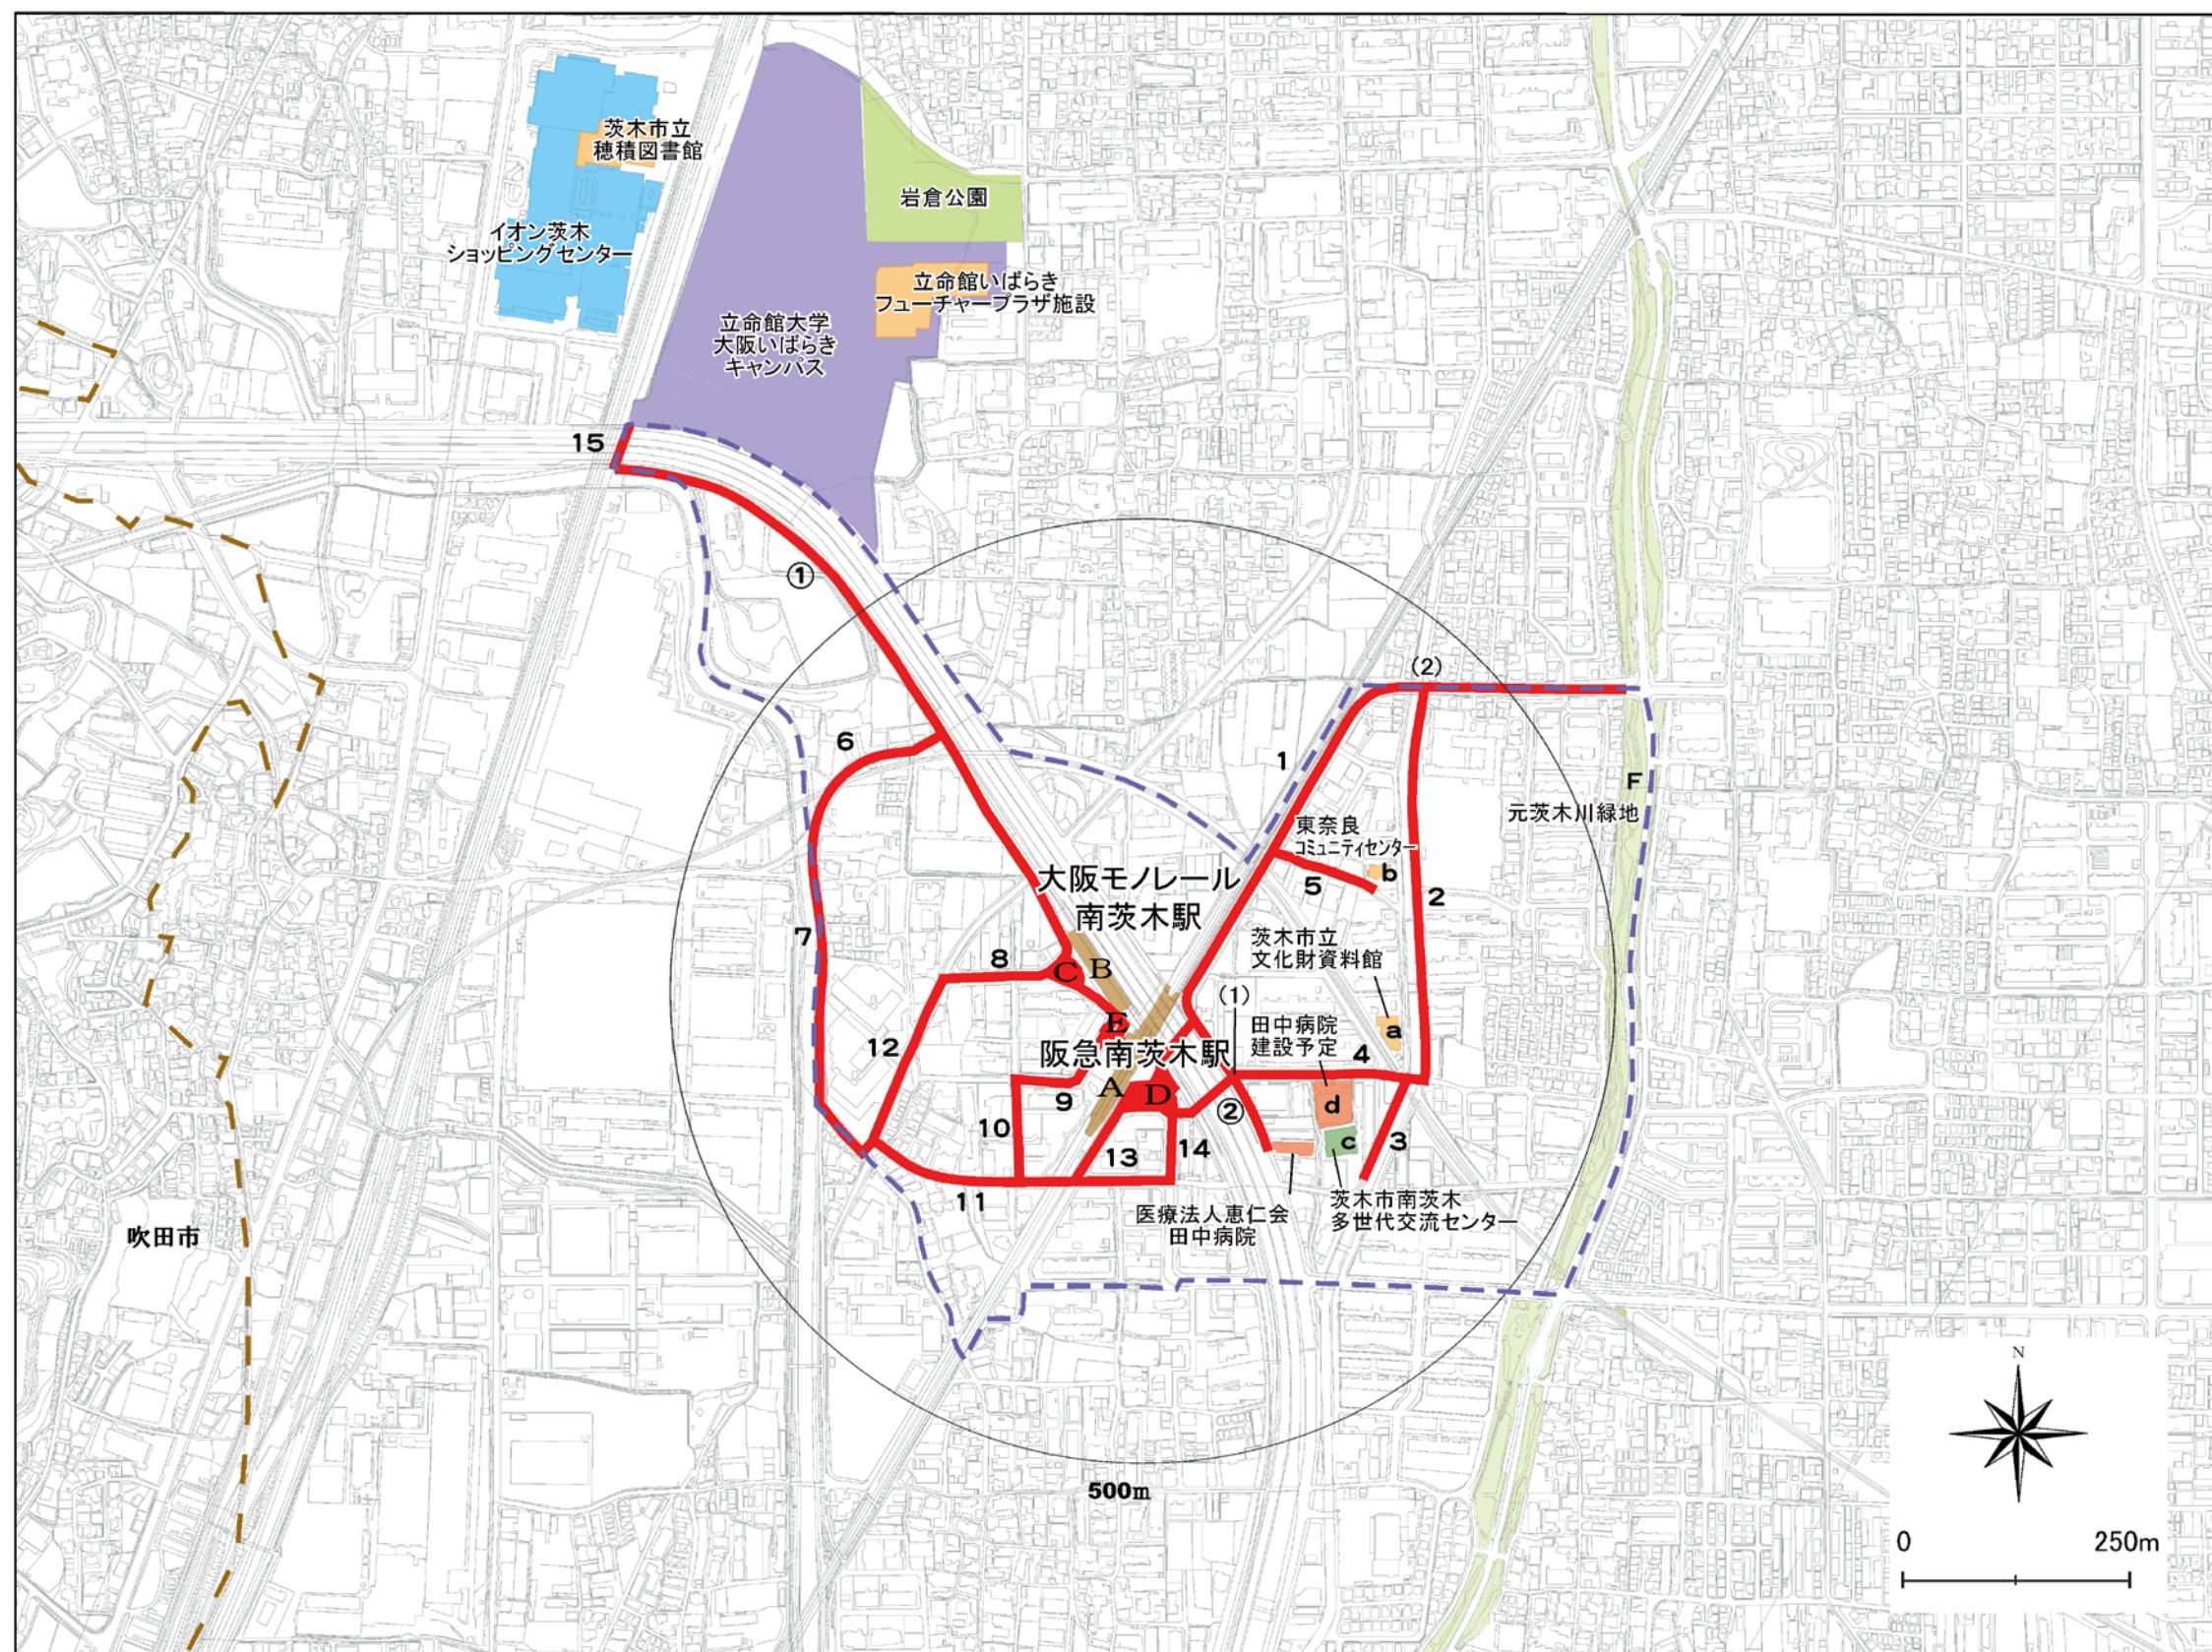 茨木市立
穂積図書館
岩倉公園
イオン茨木
ショッピングセンター
立命館いばらき
フューチャープラザ施設
立命館大学
大阪いばらき
キャンパス
15
①
(2)
6
1
F
元茨木川緑地
東奈良
コミュニティセンター
b
5
2
大阪モノレール
南茨木駅
7
茨木市立
文化財資料館
8
C
B
(1)
E
田中病院
建設予定
a
12
阪急南茨木駅
4
A
D
9
②
d
10
c
3
13
14
11
医療法人恵仁会
田中病院
茨木市南茨木
多世代交流センター
吹田市
500m
N
0
250m